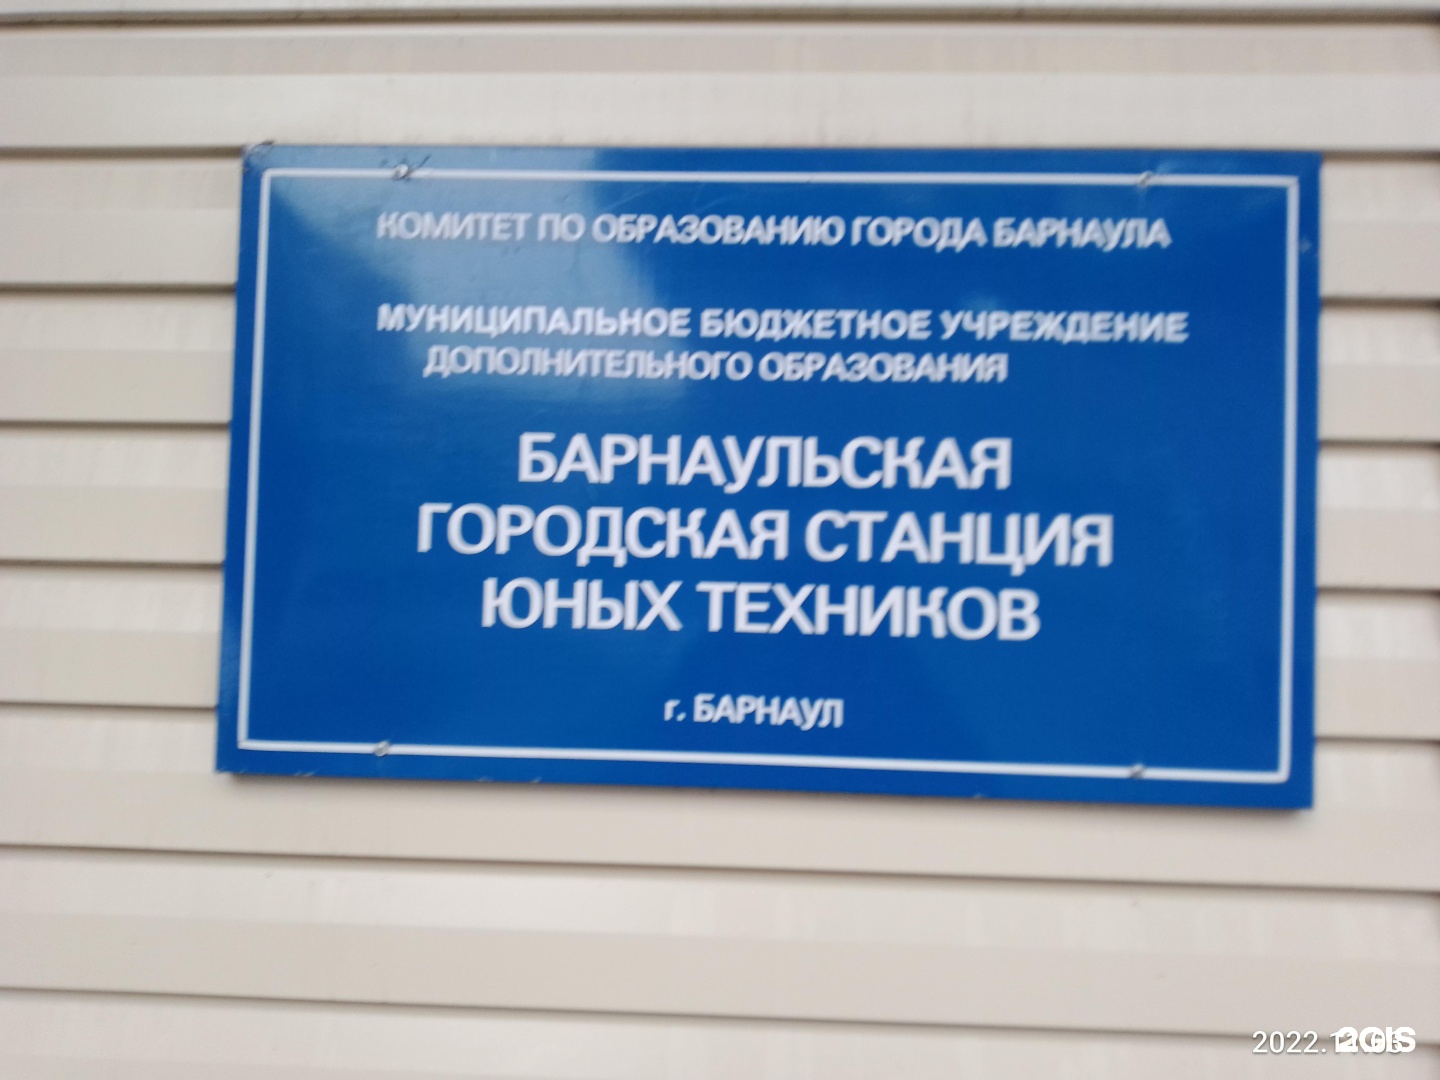 КОМИТЕТ ПО ОБРАЗОВАНИЮ ГОРОДА БАРНАУЛА
МУНИЦИПАЛЬНОЕ БЮДЖЕТНОЕ УЧРЕЖДЕНИЕ
ДОПОЛНИТЕЛЬНОГО ОБРАЗОВАНИЯ
БАРНАУЛЬСКАЯ
ГОРОДСКАЯ СТАНЦИЯ
ЮНЫХ ТЕХНИКОВ
г. БАРНАУЛ
2GIS